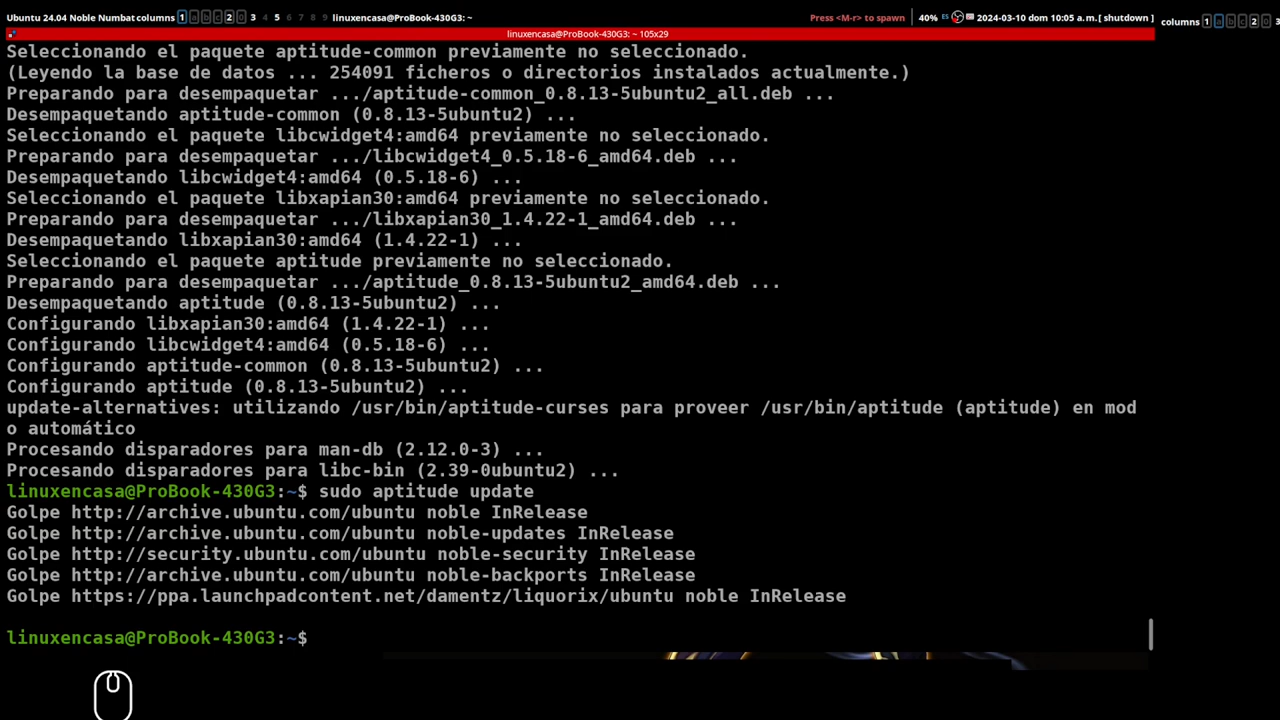 Ubuntu 24.04 Noble Numbat columns 1 a b c 2 0 3 4 5 6 7 8 9 linuxencasa@ProBook-430G3: ~ Press <M-r> to spawn 40% ES 2024-03-10 dom 10:05 a.m. [ shutdown ] columns 1 a b c 2 0 3
linuxencasa@ProBook-430G3: ~ 105x29
Seleccionando el paquete aptitude-common previamente no seleccionado.
(Leyendo la base de datos ... 254091 ficheros o directorios instalados actualmente.)
Preparando para desempaquetar .../aptitude-common_0.8.13-5ubuntu2_all.deb ...
Desempaquetando aptitude-common (0.8.13-5ubuntu2) ...
Seleccionando el paquete libcwidget4:amd64 previamente no seleccionado.
Preparando para desempaquetar .../libcwidget4_0.5.18-6_amd64.deb ...
Desempaquetando libcwidget4:amd64 (0.5.18-6) ...
Seleccionando el paquete libxapian30:amd64 previamente no seleccionado.
Preparando para desempaquetar .../libxapian30_1.4.22-1_amd64.deb ...
Desempaquetando libxapian30:amd64 (1.4.22-1) ...
Seleccionando el paquete aptitude previamente no seleccionado.
Preparando para desempaquetar .../aptitude_0.8.13-5ubuntu2_amd64.deb ...
Desempaquetando aptitude (0.8.13-5ubuntu2) ...
Configurando libxapian30:amd64 (1.4.22-1) ...
Configurando libcwidget4:amd64 (0.5.18-6) ...
Configurando aptitude-common (0.8.13-5ubuntu2) ...
Configurando aptitude (0.8.13-5ubuntu2) ...
update-alternatives: utilizando /usr/bin/aptitude-curses para proveer /usr/bin/aptitude (aptitude) en mod
o automático
Procesando disparadores para man-db (2.12.0-3) ...
Procesando disparadores para libc-bin (2.39-0ubuntu2) ...
linuxencasa@ProBook-430G3:~$ sudo aptitude update
Golpe http://archive.ubuntu.com/ubuntu noble InRelease
Golpe http://archive.ubuntu.com/ubuntu noble-updates InRelease
Golpe http://security.ubuntu.com/ubuntu noble-security InRelease
Golpe http://archive.ubuntu.com/ubuntu noble-backports InRelease
Golpe https://ppa.launchpadcontent.net/damentz/liquorix/ubuntu noble InRelease
linuxencasa@ProBook-430G3:~$